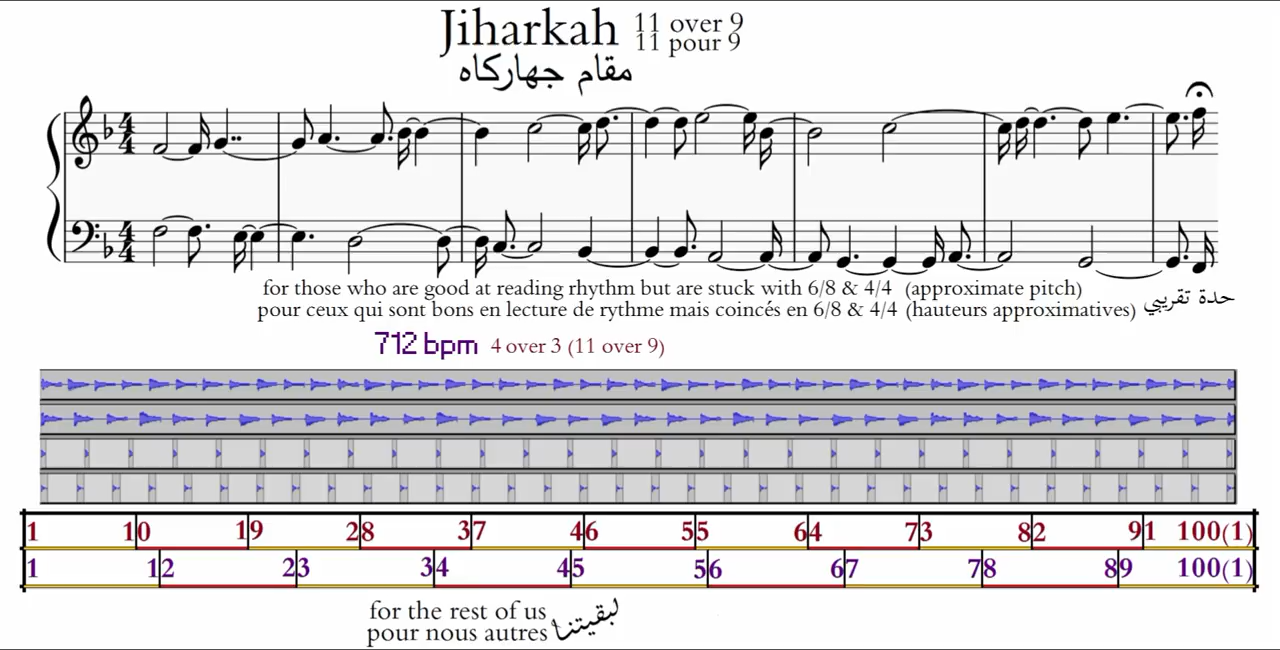 Jiharkah 11 over 9
11 pour 9
مقام جهاركاه
for those who are good at reading rhythm but are stuck with 6/8 & 4/4 (approximate pitch)
pour ceux qui sont bons en lecture de rythme mais coincés en 6/8 & 4/4 (hauteurs approximatives) حدة تقريبي
712 bpm 4 over 3 (11 over 9)
1 10 19 28 37 46 55 64 73 82 91 100(1)
1 12 23 34 45 56 67 78 89 100(1)
for the rest of us
pour nous autres لبقيتنا